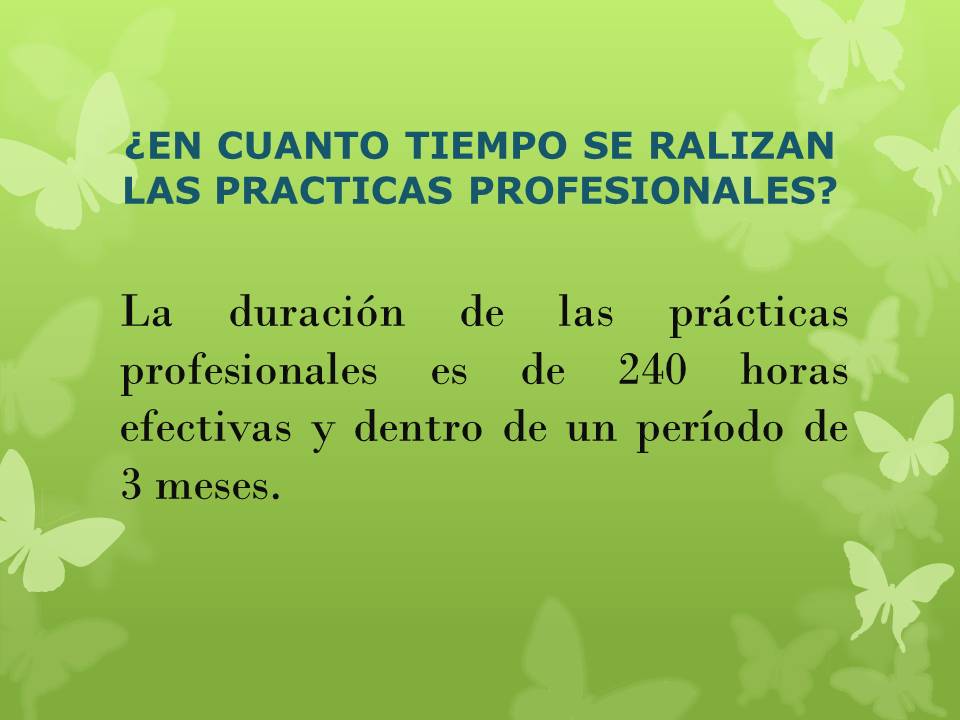 ¿EN CUANTO TIEMPO SE RALIZAN
LAS PRACTICAS PROFESIONALES?
La duración de las prácticas
profesionales es de 240 horas
efectivas y dentro de un período de
3 meses.